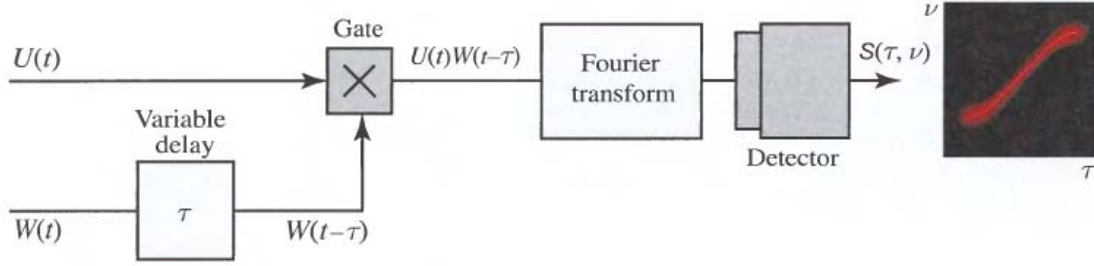 U(t)
Gate
U(t)W(t−τ)
Fourier
transform
S(τ, ν)
ν
τ
Detector
Variable
delay
τ
W(t)
W(t−τ)